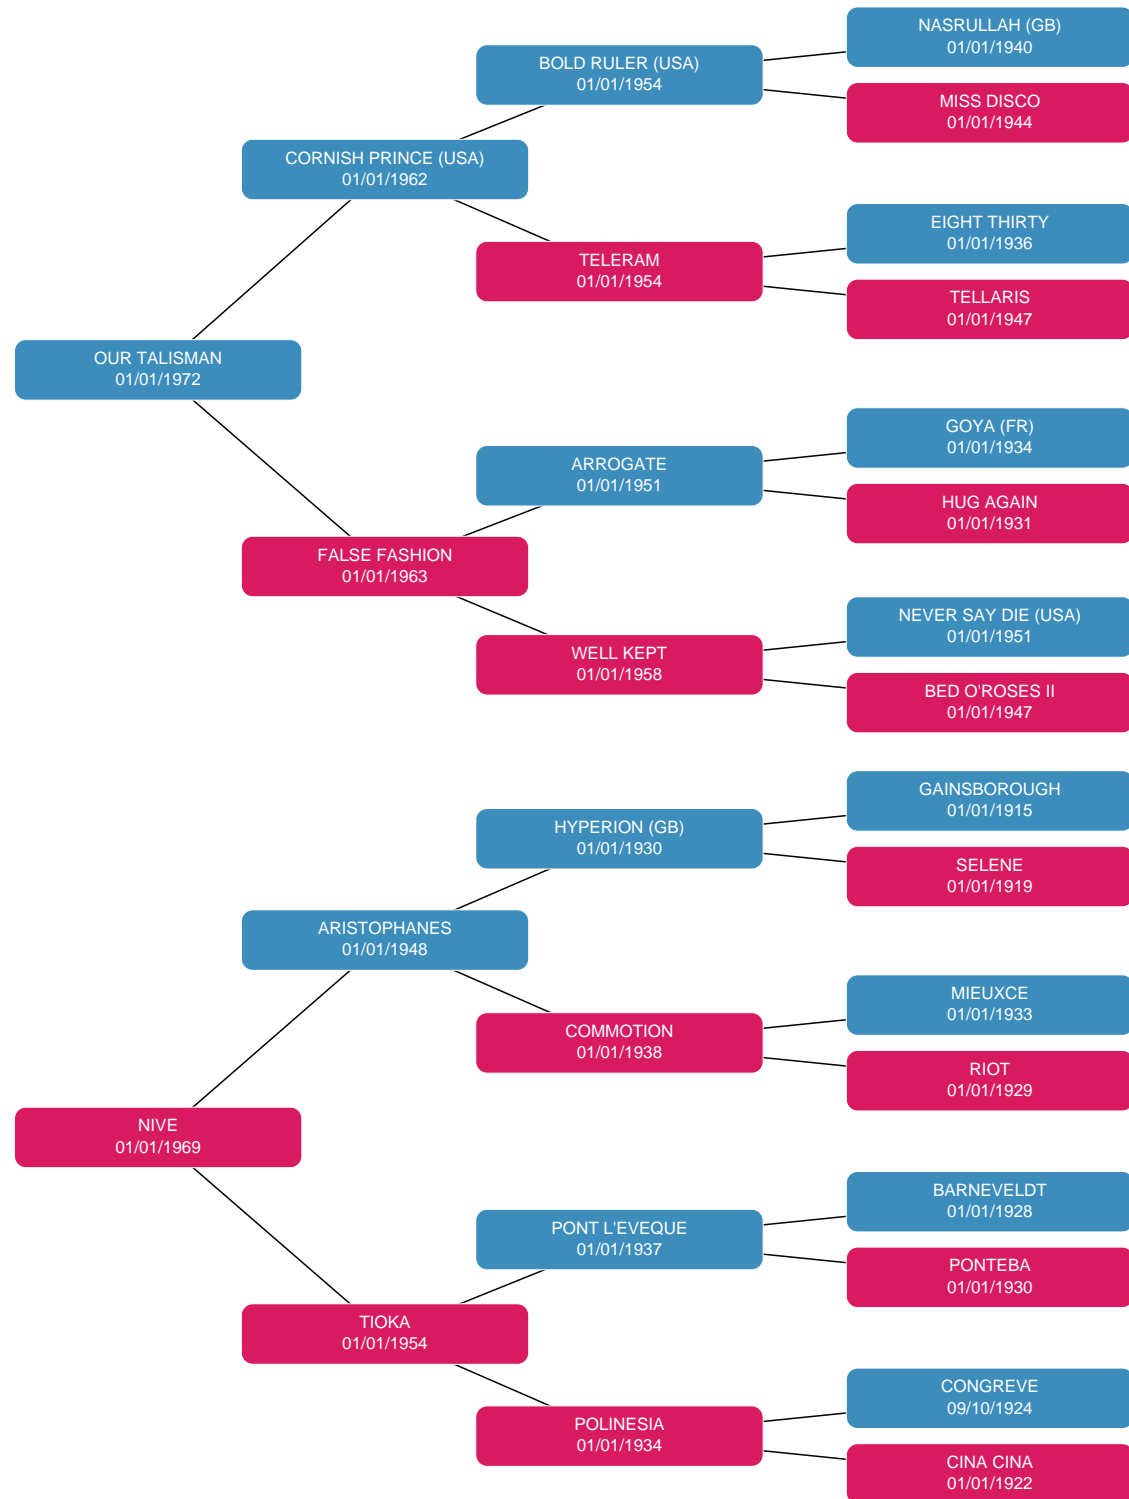 NASRULLAH (GB)
01/01/1940
BOLD RULER (USA)
01/01/1954
MISS DISCO
01/01/1944
CORNISH PRINCE (USA)
01/01/1962
EIGHT THIRTY
01/01/1936
TELERAM
01/01/1954
TELLARIS
01/01/1947
OUR TALISMAN
01/01/1972
GOYA (FR)
01/01/1934
ARROGATE
01/01/1951
HUG AGAIN
01/01/1931
FALSE FASHION
01/01/1963
NEVER SAY DIE (USA)
01/01/1951
WELL KEPT
01/01/1958
BED O'ROSES II
01/01/1947
GAINSBOROUGH
01/01/1915
HYPERION (GB)
01/01/1930
SELENE
01/01/1919
ARISTOPHANES
01/01/1948
MIEUXCE
01/01/1933
COMMOTION
01/01/1938
RIOT
01/01/1929
NIVE
01/01/1969
BARNEVELDT
01/01/1928
PONT L'EVEQUE
01/01/1937
PONTEBA
01/01/1930
TIOKA
01/01/1954
CONGREVE
09/10/1924
POLINESIA
01/01/1934
CINA CINA
01/01/1922